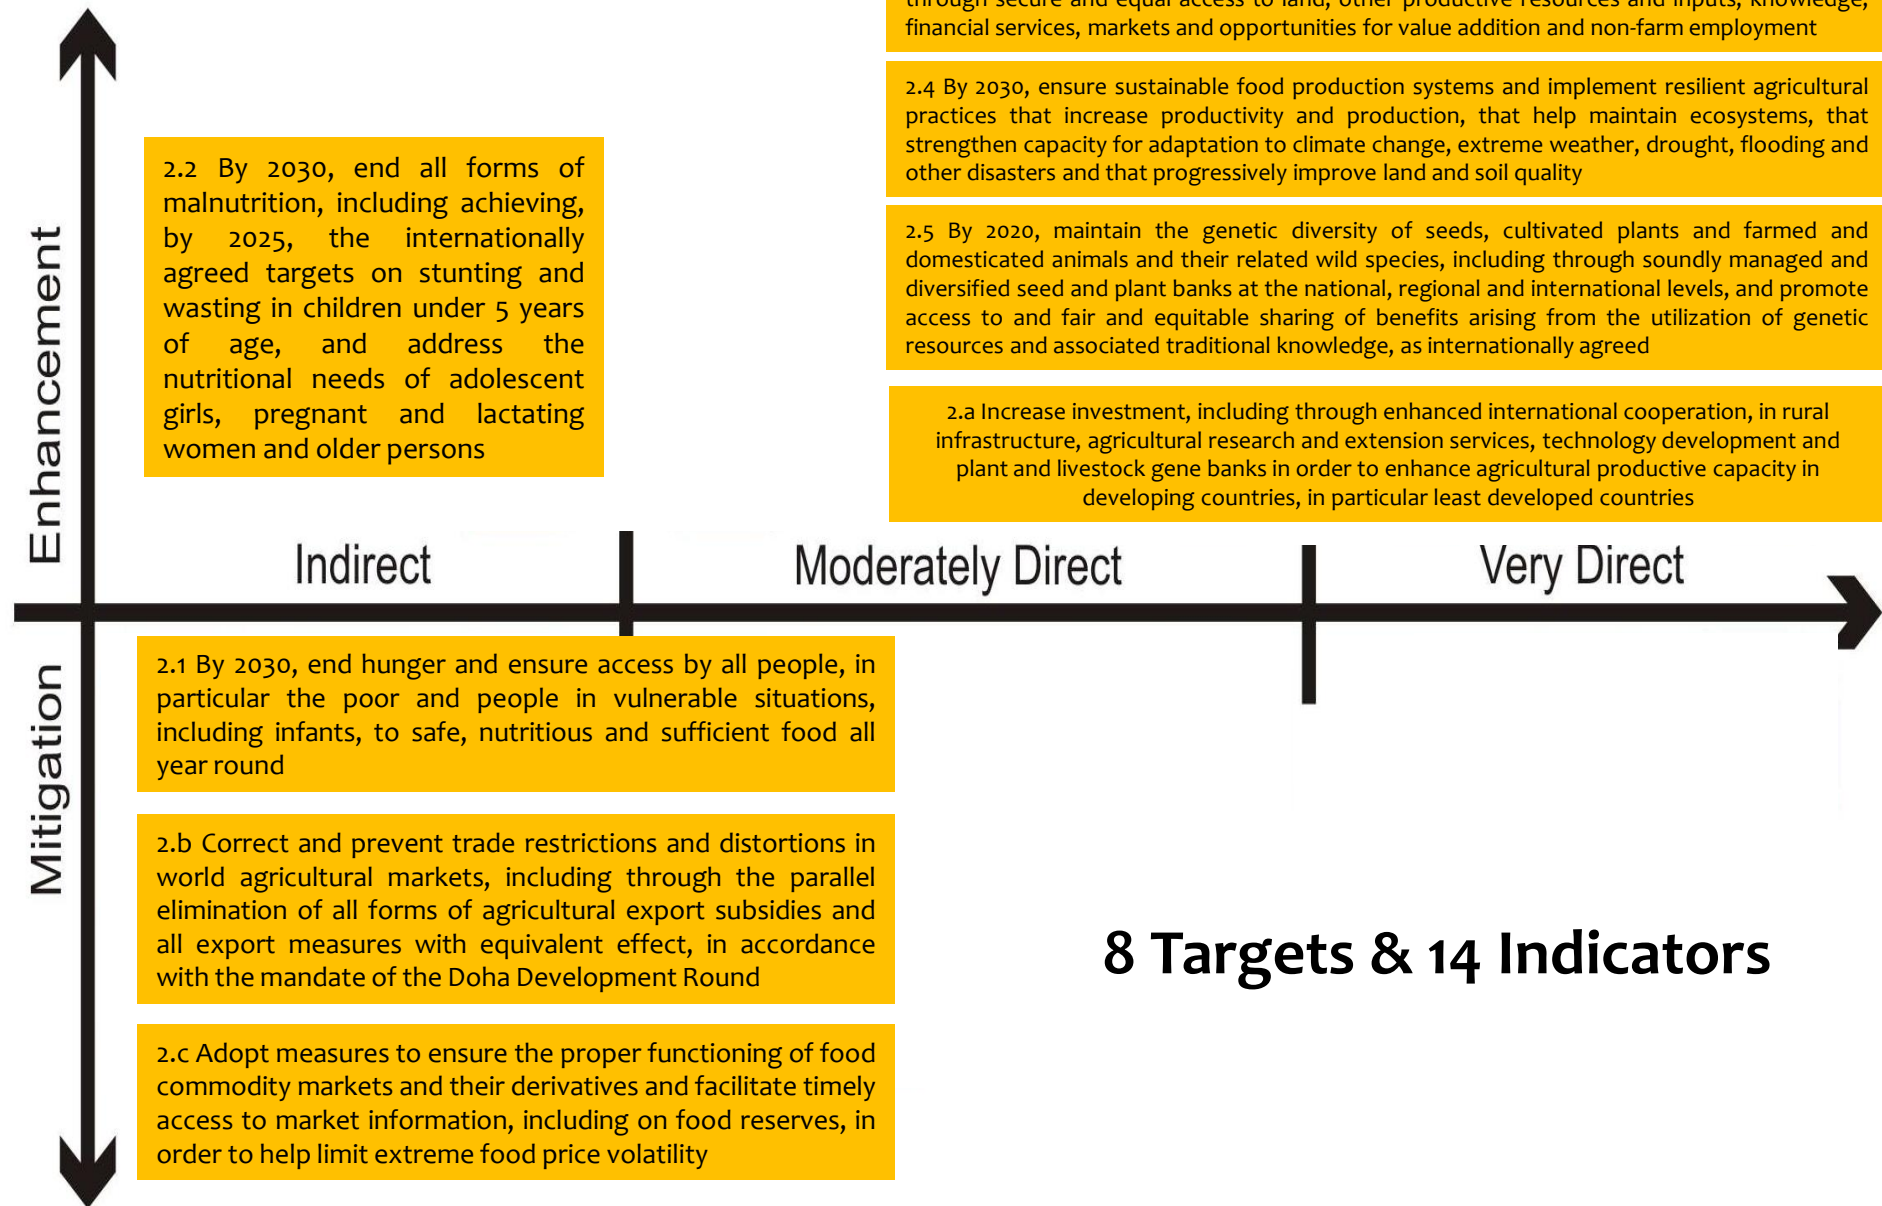 through secure and equal access to land, other productive resources and inputs, knowledge,
financial services, markets and opportunities for value addition and non-farm employment
2.4 By 2030, ensure sustainable food production systems and implement resilient agricultural
practices that increase productivity and production, that help maintain ecosystems, that
strengthen capacity for adaptation to climate change, extreme weather, drought, flooding and
other disasters and that progressively improve land and soil quality
2.2 By 2030, end all forms of
malnutrition, including achieving,
by 2025, the internationally
agreed targets on stunting and
wasting in children under 5 years
of age, and address the
nutritional needs of adolescent
girls, pregnant and lactating
women and older persons
2.5 By 2020, maintain the genetic diversity of seeds, cultivated plants and farmed and
domesticated animals and their related wild species, including through soundly managed and
diversified seed and plant banks at the national, regional and international levels, and promote
access to and fair and equitable sharing of benefits arising from the utilization of genetic
resources and associated traditional knowledge, as internationally agreed
2.a Increase investment, including through enhanced international cooperation, in rural
infrastructure, agricultural research and extension services, technology development and
plant and livestock gene banks in order to enhance agricultural productive capacity in
developing countries, in particular least developed countries
Enhancement
Indirect
Moderately Direct
Very Direct
Mitigation
2.1 By 2030, end hunger and ensure access by all people, in
particular the poor and people in vulnerable situations,
including infants, to safe, nutritious and sufficient food all
year round
2.b Correct and prevent trade restrictions and distortions in
world agricultural markets, including through the parallel
elimination of all forms of agricultural export subsidies and
all export measures with equivalent effect, in accordance
with the mandate of the Doha Development Round
8 Targets & 14 Indicators
2.c Adopt measures to ensure the proper functioning of food
commodity markets and their derivatives and facilitate timely
access to market information, including on food reserves, in
order to help limit extreme food price volatility